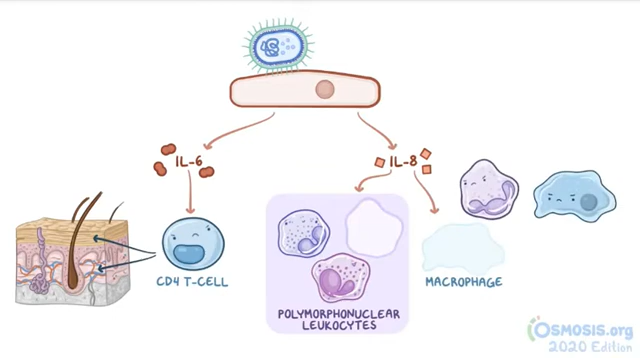 IL-6
IL-8
CD4 T-CELL
POLYMORPHONUCLEAR
LEUKOCYTES
MACROPHAGE
OSMOSIS.org
2020 Edition